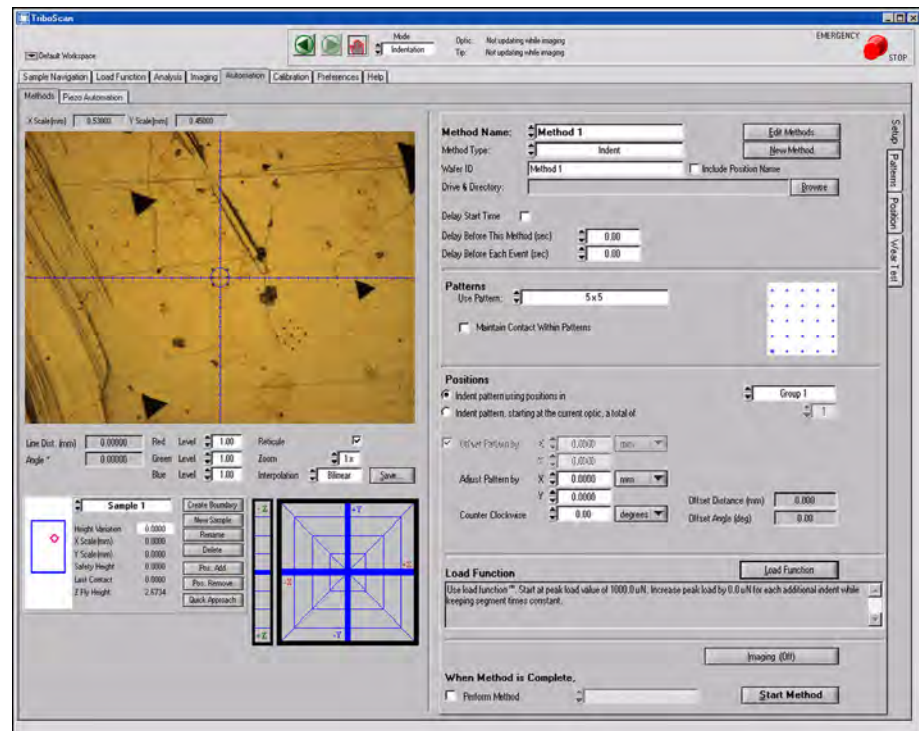 TriboScan
Default Workspace
Mode
Indentation
Optic: Not updating while imaging
Tip: Not updating while imaging
EMERGENCY
STOP
Sample Navigation Load Function Analysis Imaging Automation Calibration Preferences Help
Methods Piezo Automation
X Scale(mm) 0.53800 Y Scale(mm) 0.45000
Line Dist. (mm) 0.00000
Angle ° 0.00000
Red Level 1.00
Green Level 1.00
Blue Level 1.00
Reticule
Zoom 1x
Interpolation Bilinear Save...
Sample 1
Height Variation 0.0000
X Scale(mm) 0.0000
Y Scale(mm) 0.0000
Safety Height 0.0000
Last Contact 0.0000
Z Fly Height 2.6734
Create Boundary
New Sample
Rename
Delete
Pos. Add
Pos. Remove
Quick Approach
-Z
+Z
+Y
-X
+X
-Y
Method Name: Method 1 Edit Methods
Method Type: Indent New Method
Wafer ID Method 1 Include Position Name
Drive & Directory: Browse
Delay Start Time
Delay Before This Method (sec) 0.00
Delay Before Each Event (sec) 0.00
Patterns
Use Pattern: 5 x 5
Maintain Contact Within Patterns
Positions
Indent pattern using positions in Group 1
Indent pattern, starting at the current optic, a total of 1
Offset Pattern by X 0.0000 mm
Y 0.0000
Adjust Pattern by X 0.0000 mm
Y 0.0000
Counter Clockwise 0.00 degrees
Offset Distance (mm) 0.000
Offset Angle (deg) 0.00
Load Function Load Function
Use load function "". Start at peak load value of 1000.0 uN. Increase peak load by 0.0 uN for each additional indent while
keeping segment times constant.
Imaging (Off)
When Method is Complete,
Perform Method
Start Method
Setup
Patterns
Position
Wear Test